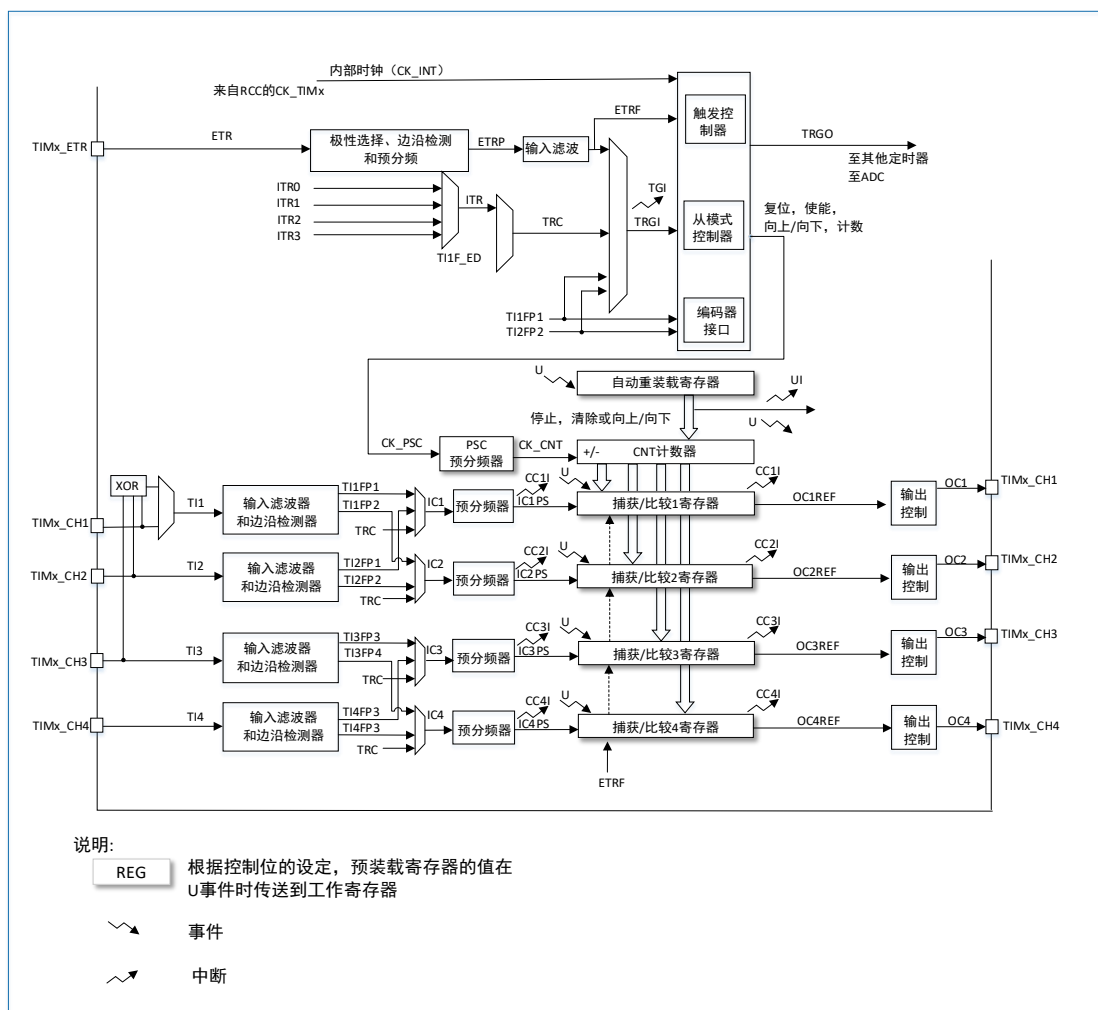 内部时钟（CK_INT）
来自RCC的CK_TIMx
TIMx_ETR
ETR
极性选择、边沿检测
和预分频
ETRP
输入滤波
ETRF
触发控
制器
TRGO
至其他定时器
至ADC
ITR0
ITR1
ITR2
ITR3
ITR
TI1F_ED
TRC
TGI
TRGI
从模式
控制器
复位，使能，
向上/向下，计数
TI1FP1
TI2FP2
编码器
接口
U
自动重装载寄存器
UI
U
停止，清除或向上/向下
CK_PSC
PSC
预分频器
CK_CNT
+/-
CNT计数器
XOR
TIMx_CH1
TI1
输入滤波器
和边沿检测器
TI1FP1
TI1FP2
TRC
IC1
预分频器
CC1I
IC1PS
U
捕获/比较1寄存器
CC1I
OC1REF
输出
控制
OC1
TIMx_CH1
TIMx_CH2
TI2
输入滤波器
和边沿检测器
TI2FP1
TI2FP2
TRC
IC2
预分频器
CC2I
IC2PS
U
捕获/比较2寄存器
CC2I
OC2REF
输出
控制
OC2
TIMx_CH2
TIMx_CH3
TI3
输入滤波器
和边沿检测器
TI3FP3
TI3FP4
TRC
IC3
预分频器
CC3I
IC3PS
U
捕获/比较3寄存器
CC3I
OC3REF
输出
控制
OC3
TIMx_CH3
TIMx_CH4
TI4
输入滤波器
和边沿检测器
TI4FP3
TI4FP3
TRC
IC4
预分频器
CC4I
IC4PS
U
捕获/比较4寄存器
CC4I
OC4REF
输出
控制
OC4
TIMx_CH4
ETRF
说明:
REG
根据控制位的设定，预装载寄存器的值在
U事件时传送到工作寄存器
事件
中断